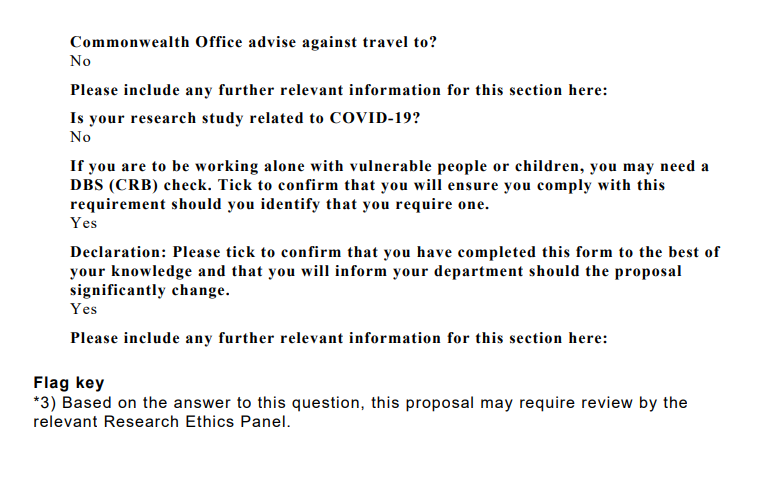 Commonwealth Office advise against travel to?
No
Please include any further relevant information for this section here:
Is your research study related to COVID-19?
No
If you are to be working alone with vulnerable people or children, you may need a
DBS (CRB) check. Tick to confirm that you will ensure you comply with this
requirement should you identify that you require one.
Yes
Declaration: Please tick to confirm that you have completed this form to the best of
your knowledge and that you will inform your department should the proposal
significantly change.
Yes
Please include any further relevant information for this section here:
Flag key
*3) Based on the answer to this question, this proposal may require review by the
relevant Research Ethics Panel.